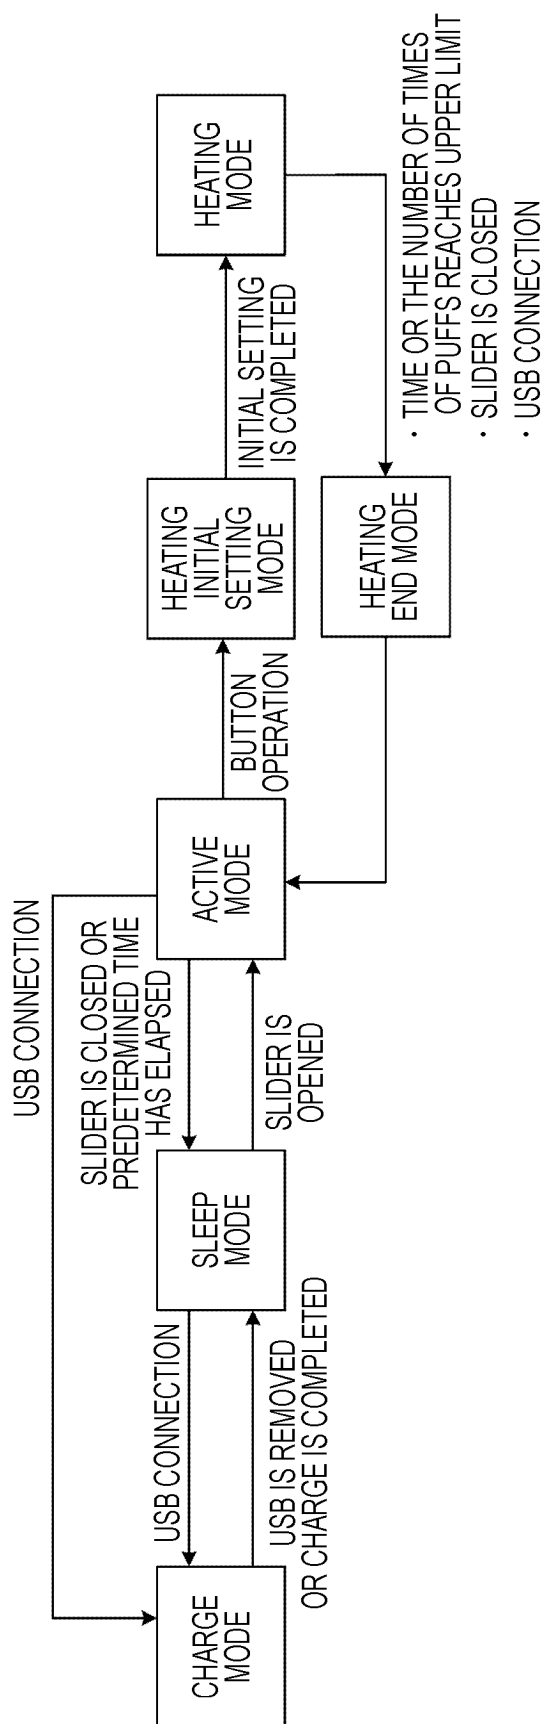 USB CONNECTION
SLIDER IS CLOSED OR
PREDETERMINED TIME
HAS ELAPSED
USB CONNECTION
CHARGE
MODE
SLEEP
MODE
ACTIVE
MODE
HEATING
INITIAL
SETTING
MODE
HEATING
MODE
USB IS REMOVED
OR CHARGE IS COMPLETED
SLIDER IS
OPENED
BUTTON
OPERATION
INITIAL SETTING
IS COMPLETED
HEATING
END MODE
· TIME OR THE NUMBER OF TIMES
OF PUFFS REACHES UPPER LIMIT
· SLIDER IS CLOSED
· USB CONNECTION